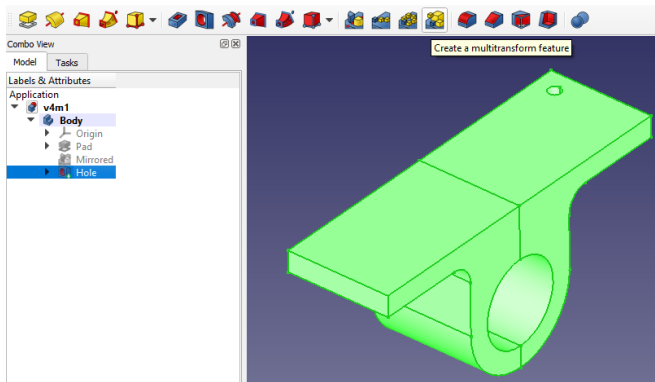 Combo View
Create a multitransform feature
Model
Tasks
Labels & Attributes
Application
v4m1
Body
Origin
Pad
Mirrored
Hole